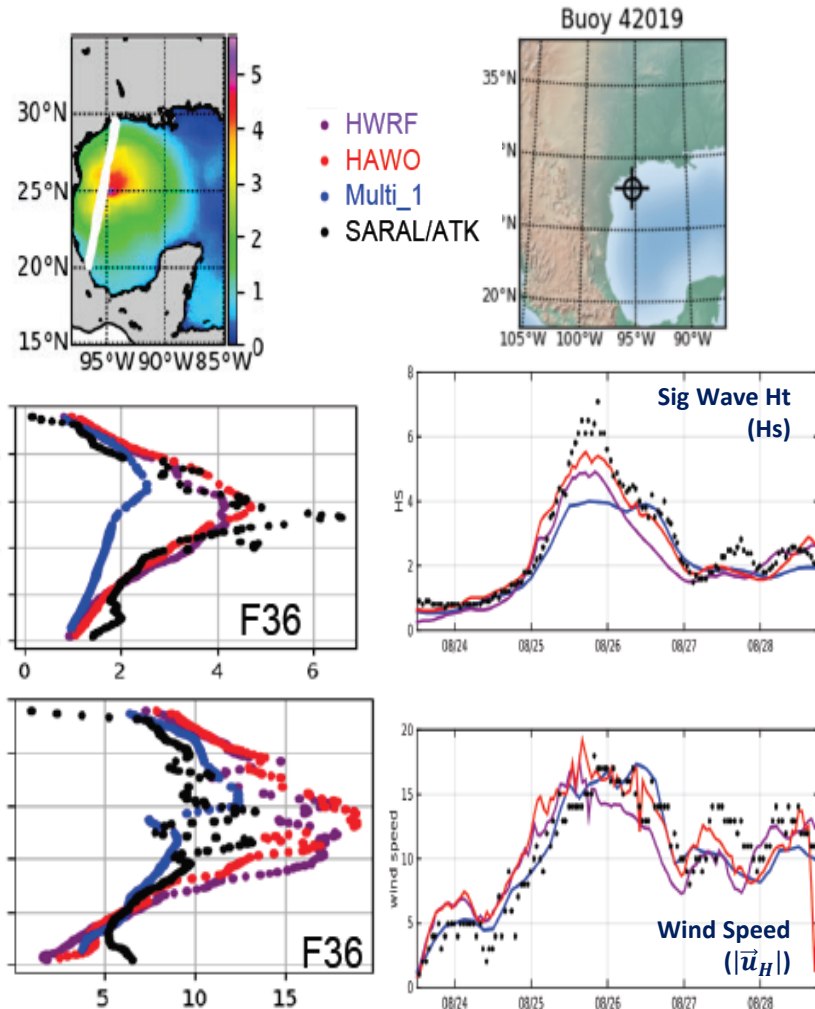 Buoy 42019
30°N
25°N
20°N
15°N
95°W 90°W 85°W
5
4
3
2
1
0
HWRF
HAWO
Multi_1
SARAL/ATK
35°N
°N
°N
20°N
105°W 100°W 95°W 90°W
F36
0 2 4 6
Sig Wave Ht
(Hs)
HS
8
6
4
2
0
08/24 08/25 08/26 08/27 08/28
F36
5 10 15
wind speed
20
15
10
5
0
Wind Speed
(|u⃗_H|)
08/24 08/25 08/26 08/27 08/28